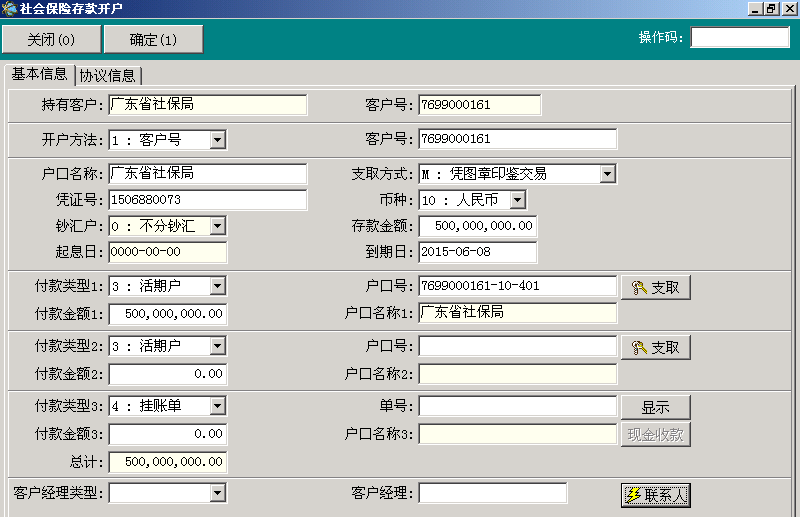 社会保险存款开户
关闭(0) 确定(1) 操作码:
基本信息 协议信息
持有客户: 广东省社保局 客户号: 7699000161
开户方法: 1 : 客户号 客户号: 7699000161
户口名称: 广东省社保局 支取方式: M : 凭图章印鉴交易
凭证号: 1506880073 币种: 10 : 人民币
钞汇户: 0 : 不分钞汇 存款金额: 500,000,000.00
起息日: 0000-00-00 到期日: 2015-06-08
付款类型1: 3 : 活期户 户口号: 7699000161-10-401 支取
付款金额1: 500,000,000.00 户口名称1: 广东省社保局
付款类型2: 3 : 活期户 户口号: 支取
付款金额2: 0.00 户口名称2:
付款类型3: 4 : 挂账单 单号: 显示
付款金额3: 0.00 户口名称3: 现金收款
总计: 500,000,000.00
客户经理类型: 客户经理: 联系人